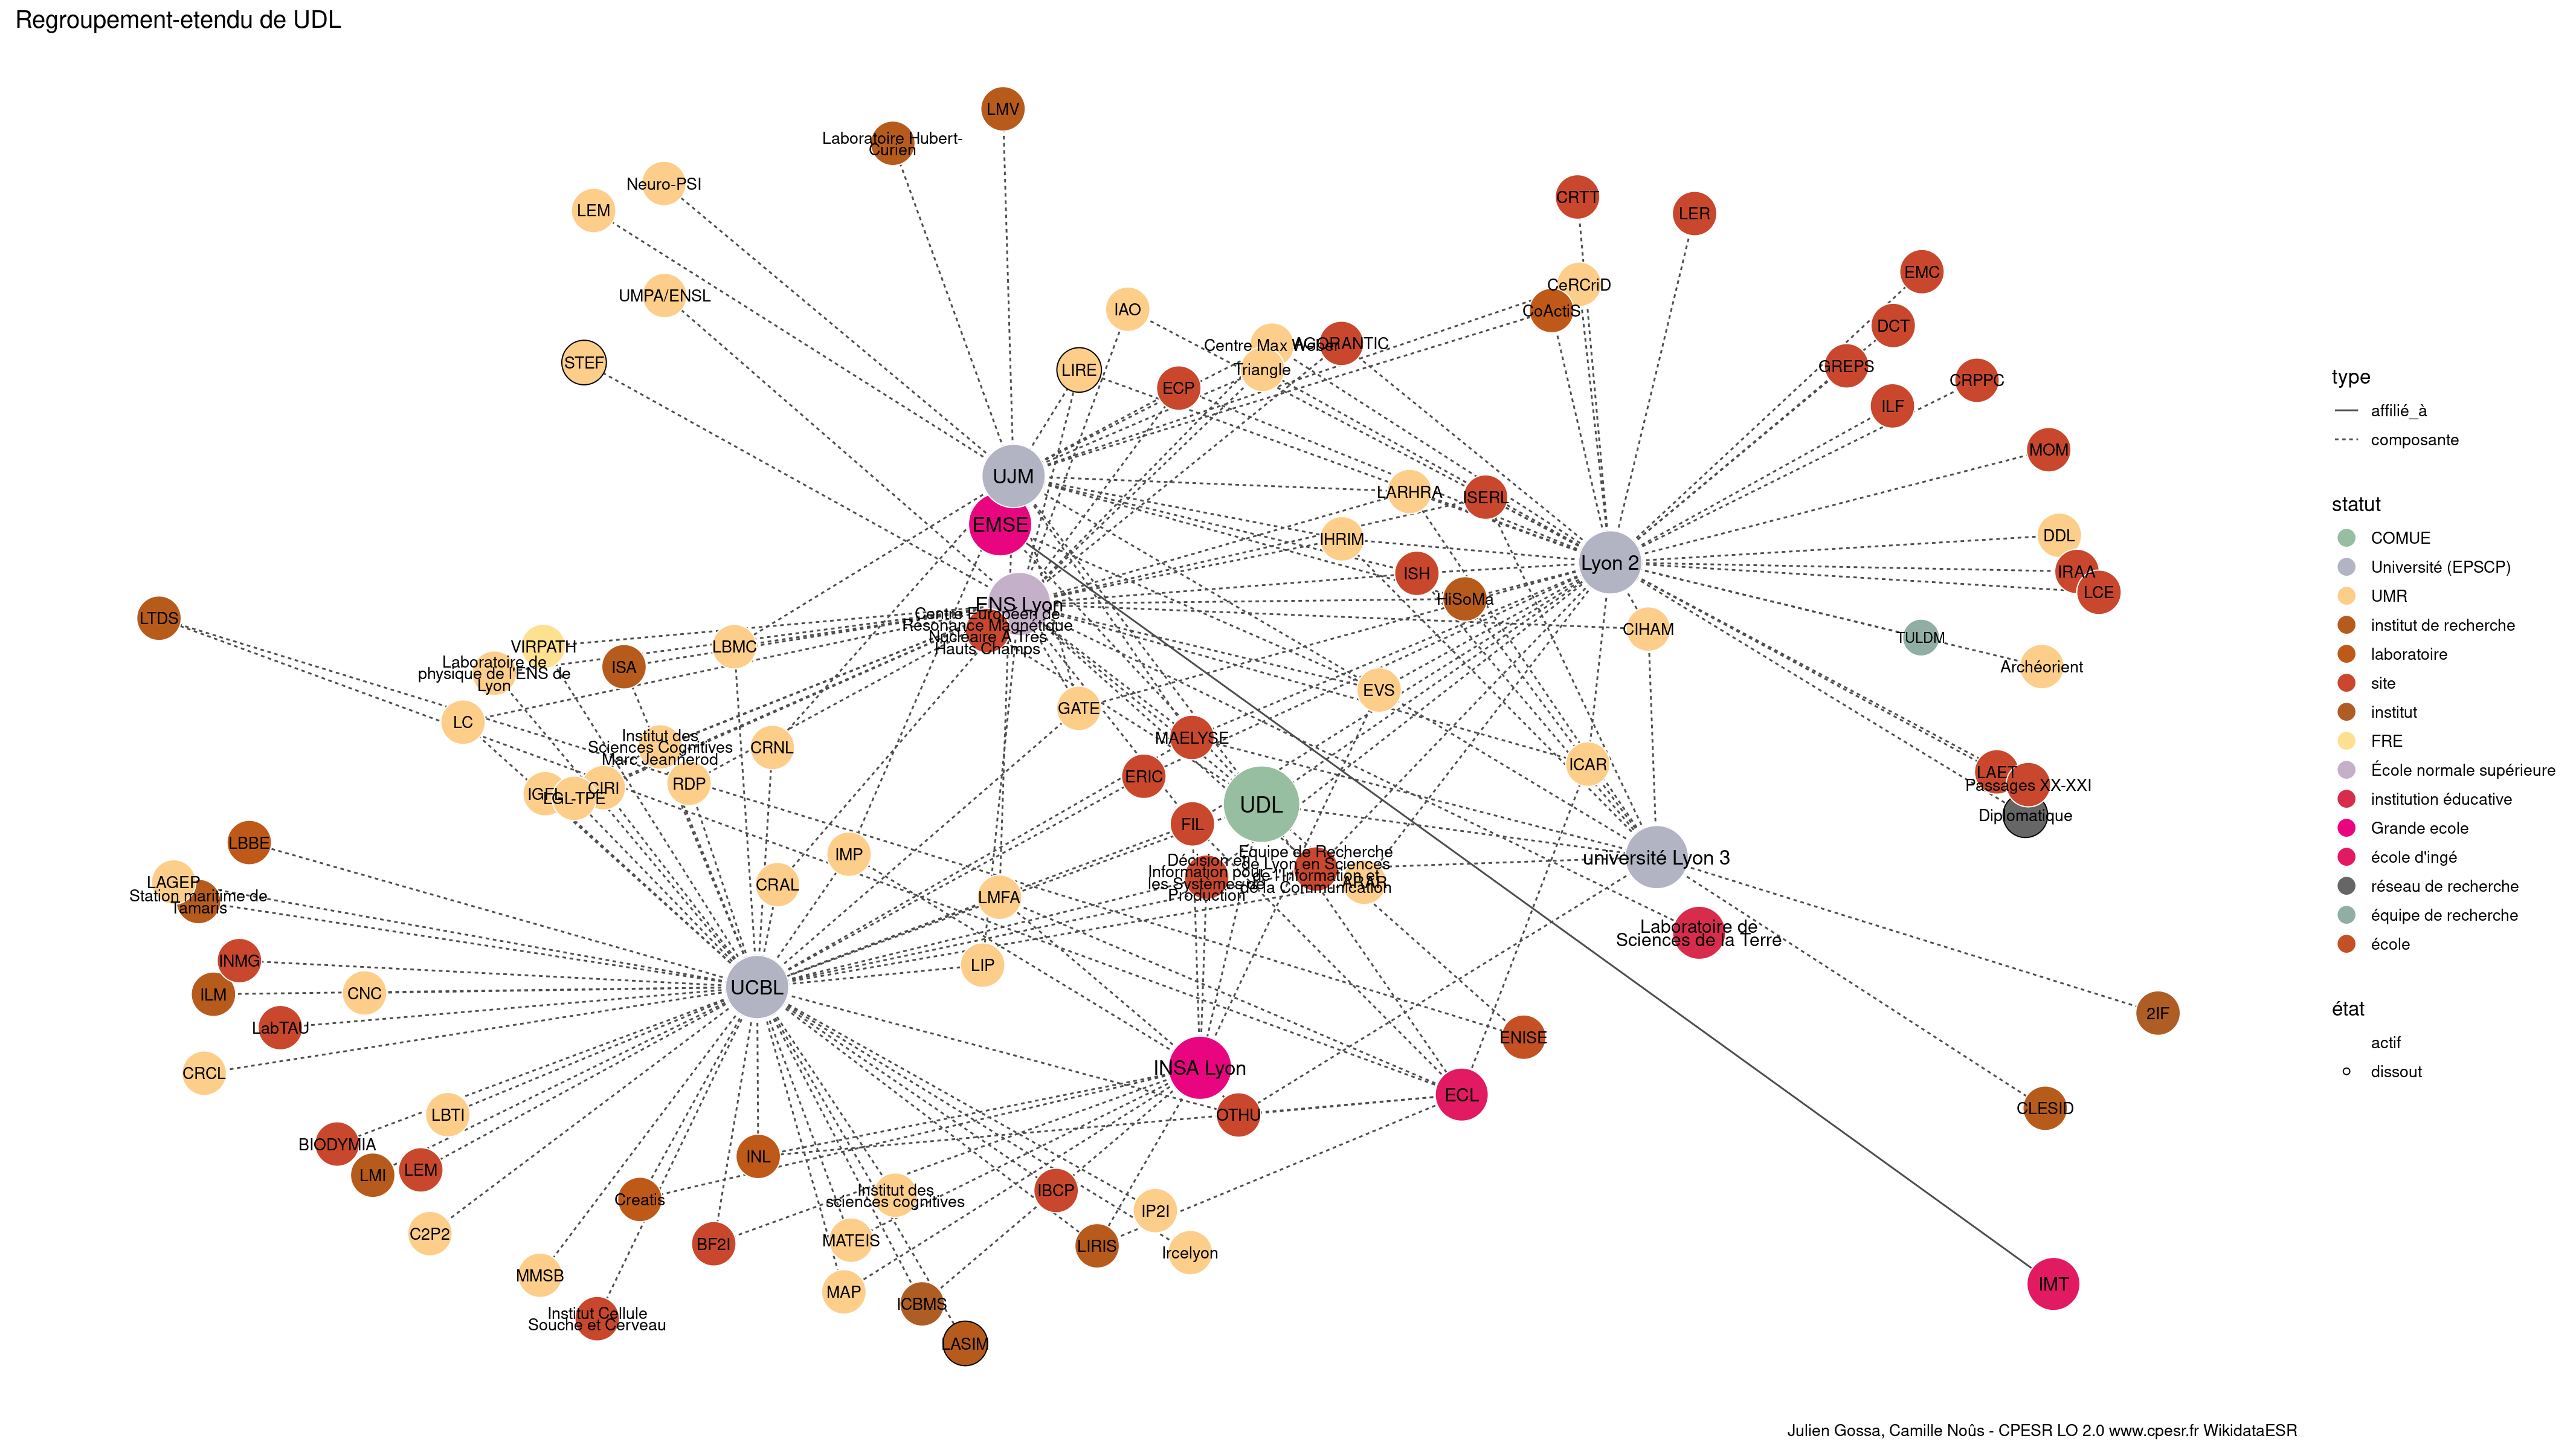 Regroupement-etendu de UDL
LMV
Laboratoire Hubert-
Curien
Neuro-PSI
LEM
CRTT
LER
EMC
UMPA/ENSL
IAO
CeRCriD
CoActiS
DCT
STEF
LIRE
Centre Max Weber
AGORANTIC
Triangle
ECP
GREPS
CRPPC
ILF
MOM
UJM
EMSE
LARHRA
ISERL
IHRIM
ISH
HiSoMa
Lyon 2
DDL
IRAA
LCE
ENS Lyon
Centre Européen de
Résonance Magnétique
Nucléaire A Très
Hauts Champs
LTDS
VIRPATH
Laboratoire de
physique de l'ENS de
Lyon
ISA
LBMC
CIHAM
TULDM
Archéorient
LC
GATE
EVS
Institut des
Sciences Cognitives
Marc Jeannerod
CRNL
MAELYSE
ERIC
ICAR
IGFL
LGL-TPE
CIRI
RDP
LAET
Passages XX-XXI
Diplomatique
UDL
FIL
LBBE
IMP
université Lyon 3
Décision en
Information pour
les Systèmes de
Production
Equipe de Recherche
de Lyon en Sciences
de l'Information et
de la Communication
ARAR
LAGEP
Station maritime de
Tamaris
CRAL
LMFA
Laboratoire de
Sciences de la Terre
INMG
LIP
UCBL
ILM
CNC
LabTAU
2IF
ENISE
CRCL
INSA Lyon
ECL
OTHU
CLESID
LBTI
BIODYMIA
LMI
LEM
INL
Creatis
Institut des
sciences cognitives
IBCP
IP2I
C2P2
BF2I
MATEIS
LIRIS
Ircelyon
MMSB
MAP
ICBMS
IMT
Institut Cellule
Souche et Cerveau
LASIM
type
affilié_à
composante
statut
COMUE
Université (EPSCP)
UMR
institut de recherche
laboratoire
site
institut
FRE
École normale supérieure
institution éducative
Grande ecole
école d'ingé
réseau de recherche
équipe de recherche
école
état
actif
dissout
Julien Gossa, Camille Noûs - CPESR LO 2.0 www.cpesr.fr WikidataESR